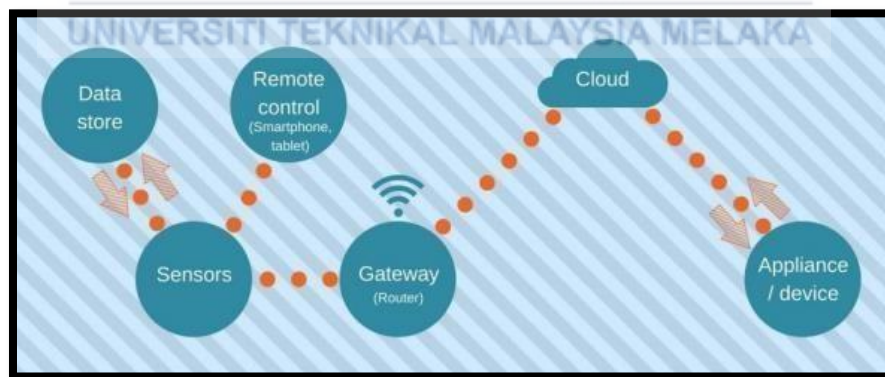 UNIVERSITI TEKNIKAL MALAYSIA MELAKA
Data
store
Remote
control
(Smartphone,
tablet)
Cloud
Sensors
Gateway
(Router)
Appliance
/ device